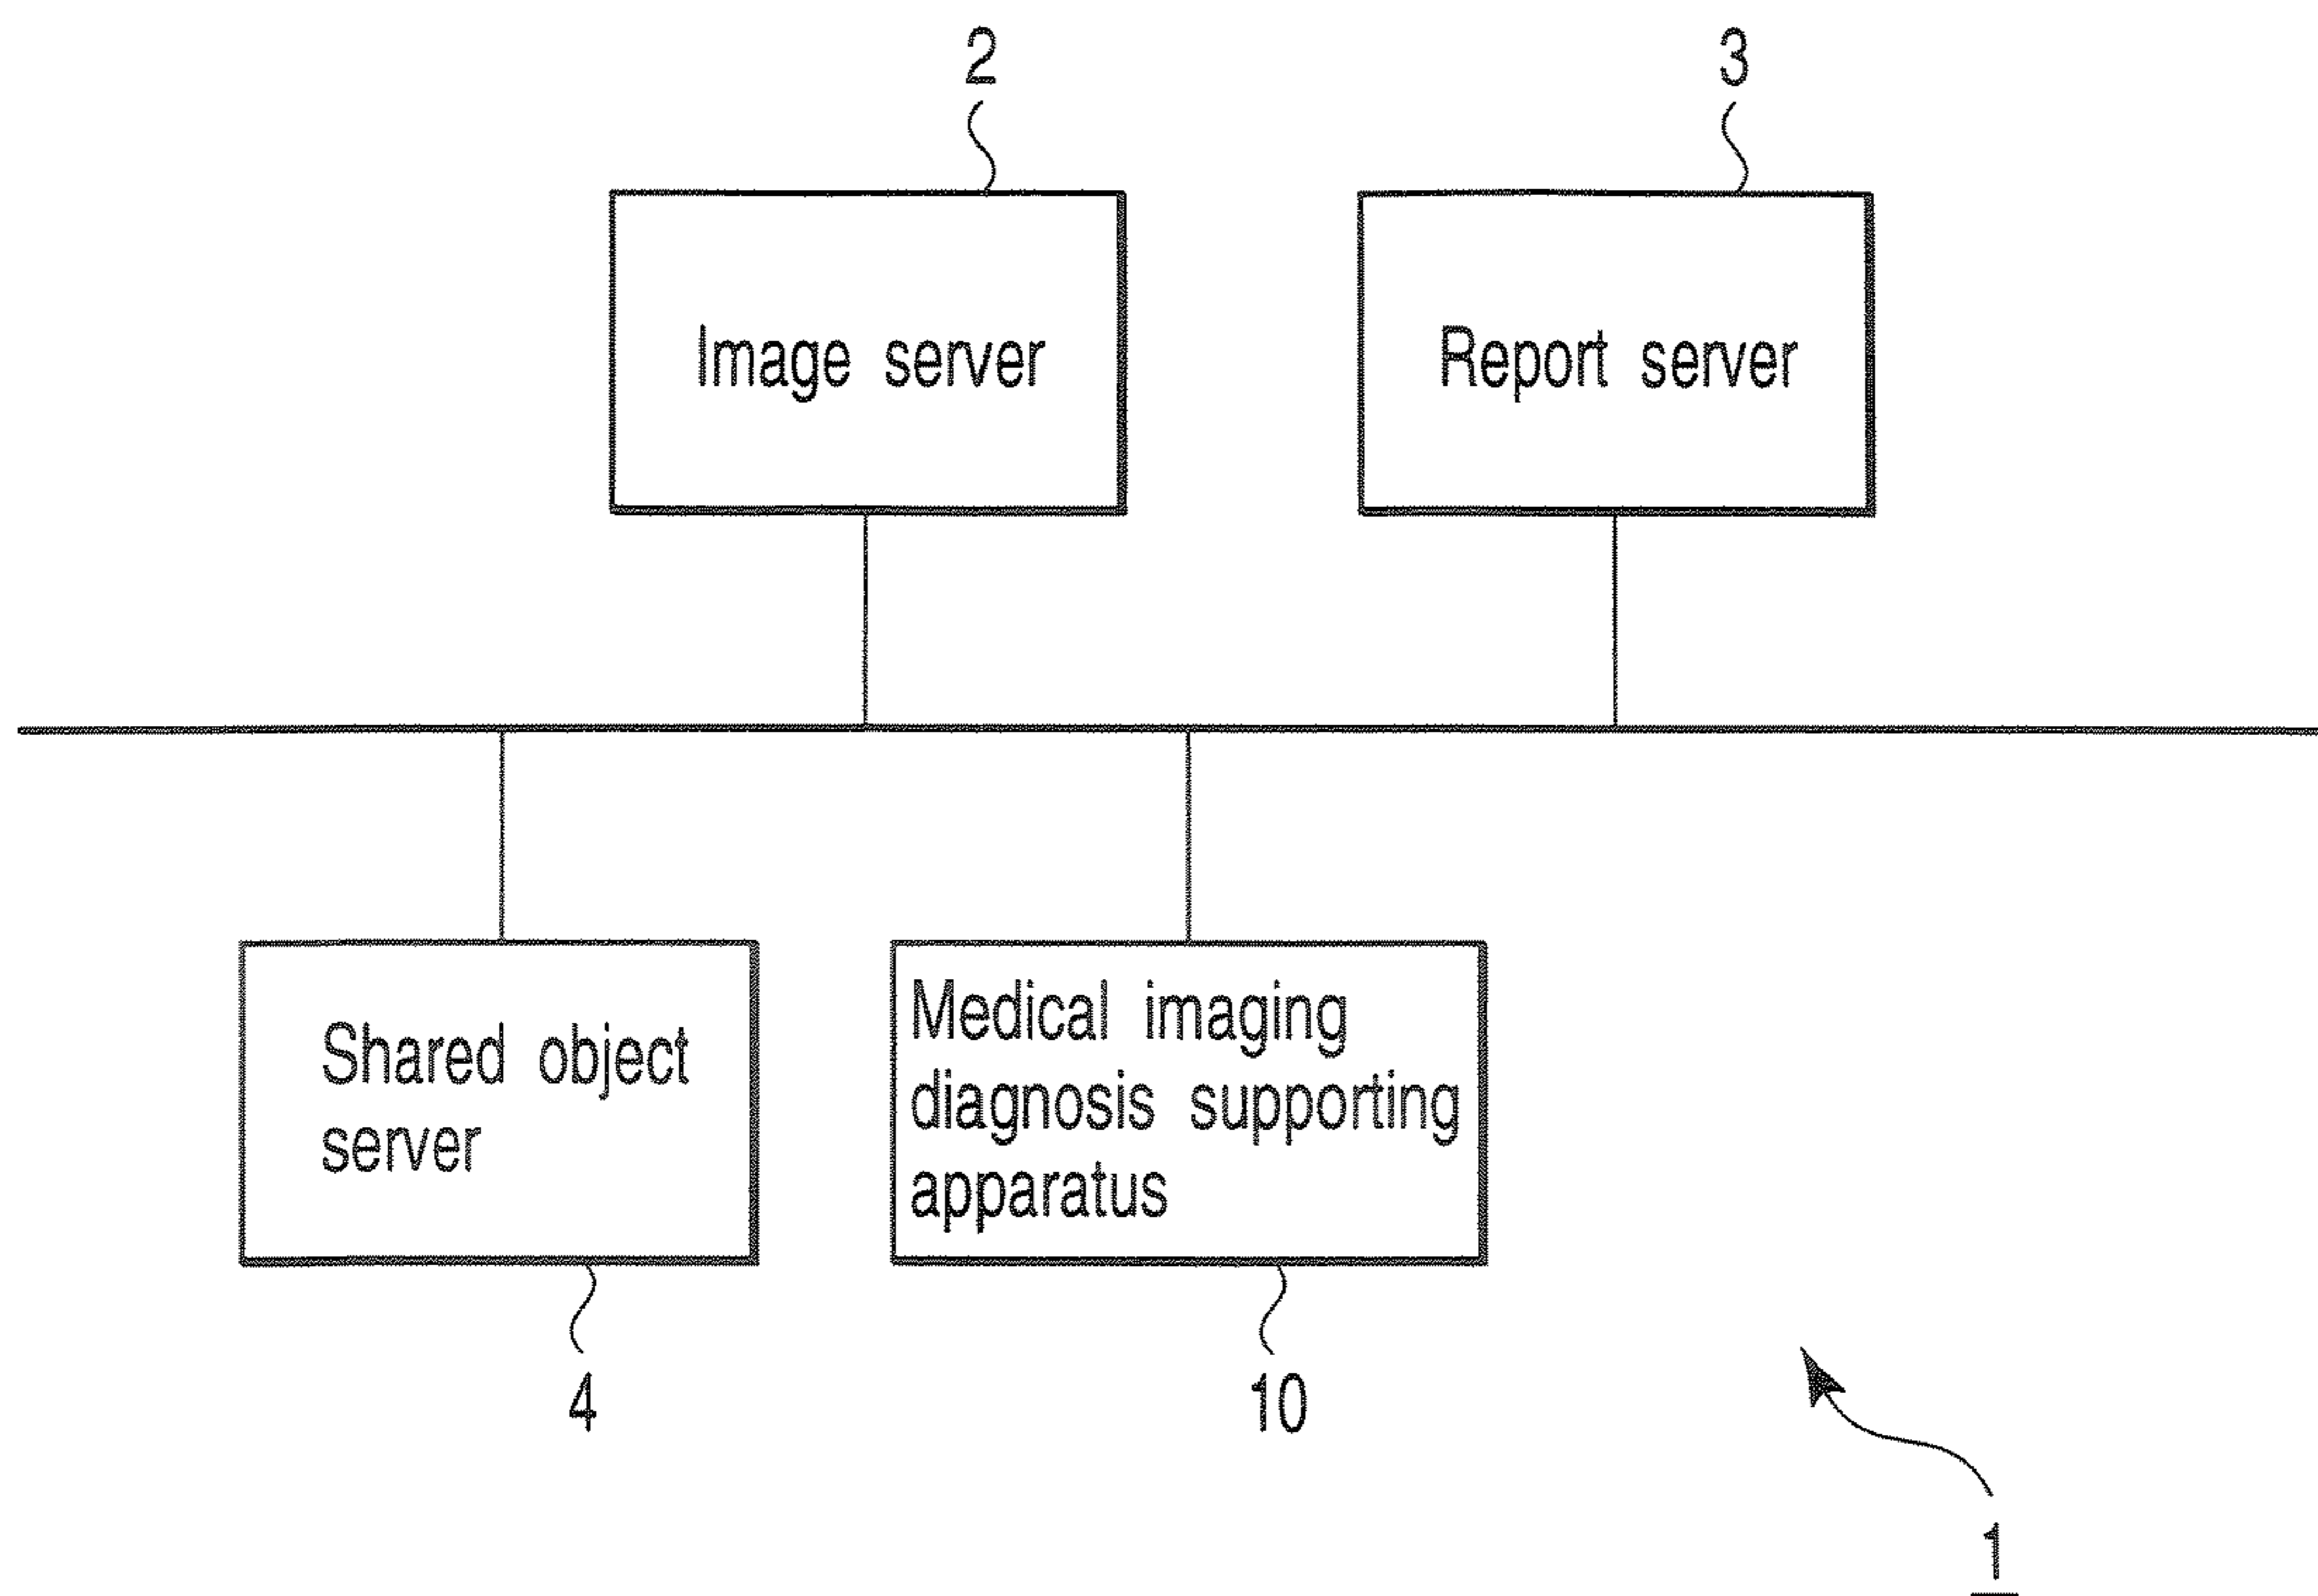 2
3
Image server
Report server
Shared object
server
Medical imaging
diagnosis supporting
apparatus
4
10
1